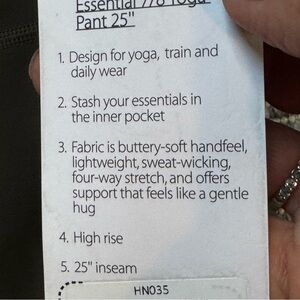 Essential 7/8 Yoga
Pant 25"
1. Design for yoga, train and
daily wear
2. Stash your essentials in
the inner pocket
3. Fabric is buttery-soft handfeel,
lightweight, sweat-wicking,
four-way stretch, and offers
support that feels like a gentle
hug
4. High rise
5. 25" inseam
HN035